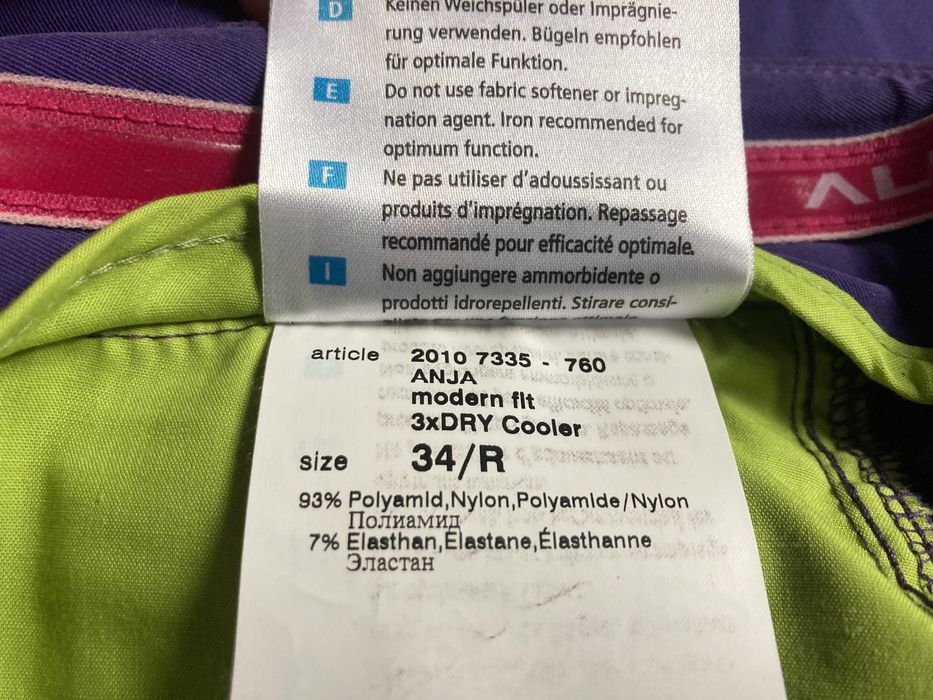 D
Keinen Weichspüler oder Imprägnie-
rung verwenden. Bügeln empfohlen
für optimale Funktion.
E
Do not use fabric softener or impreg-
nation agent. Iron recommended for
optimum function.
F
Ne pas utiliser d'adoussissant ou
produits d'imprégnation. Repassage
recommandé pour efficacité optimale.
I
Non aggiungere ammorbidente o
prodotti idrorepellenti. Stirare consi-
AL
article 2010 7335 - 760
ANJA
modern fit
3xDRY Cooler
size 34/R
93% Polyamid,Nylon,Polyamide/Nylon
Полиамид
7% Elasthan,Elastane,Élasthanne
Эластан